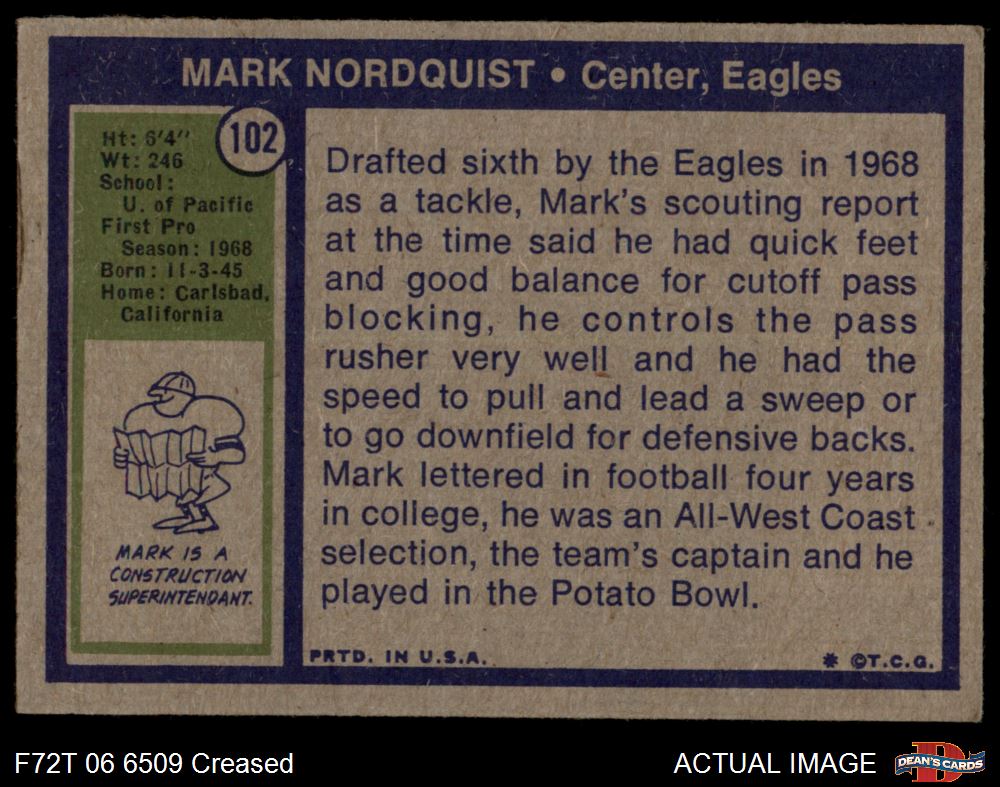 MARK NORDQUIST • Center, Eagles
102
Ht: 6'4"
Wt: 246
School:
U. of Pacific
First Pro
Season: 1968
Born: 11-3-45
Home: Carlsbad,
California
MARK IS A
CONSTRUCTION
SUPERINTENDANT.
Drafted sixth by the Eagles in 1968
as a tackle, Mark's scouting report
at the time said he had quick feet
and good balance for cutoff pass
blocking, he controls the pass
rusher very well and he had the
speed to pull and lead a sweep or
to go downfield for defensive backs.
Mark lettered in football four years
in college, he was an All-West Coast
selection, the team's captain and he
played in the Potato Bowl.
PRTD. IN U.S.A.
* ©T.C.G.
F72T 06 6509 Creased
ACTUAL IMAGE
D
DEAN'S CARDS